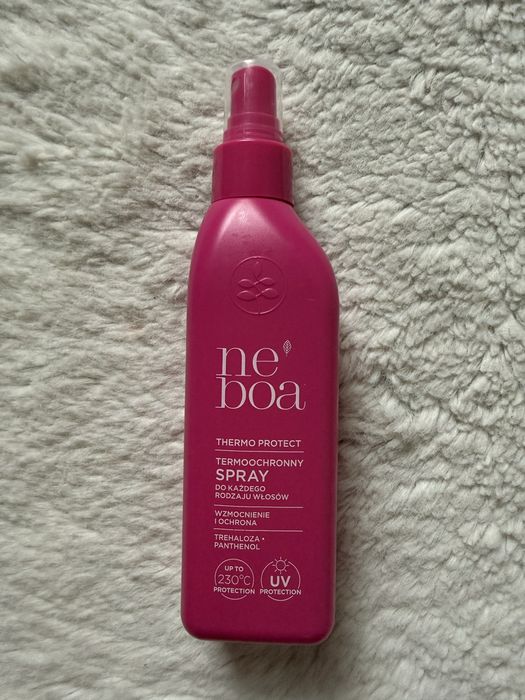 ne
boa
THERMO PROTECT
TERMOOCHRONNY
SPRAY
DO KAŻDEGO
RODZAJU WŁOSÓW
WZMOCNIENIE
I OCHRONA
TREHALOZA •
PANTHENOL
UP TO
230°C
PROTECTION
UV
PROTECTION